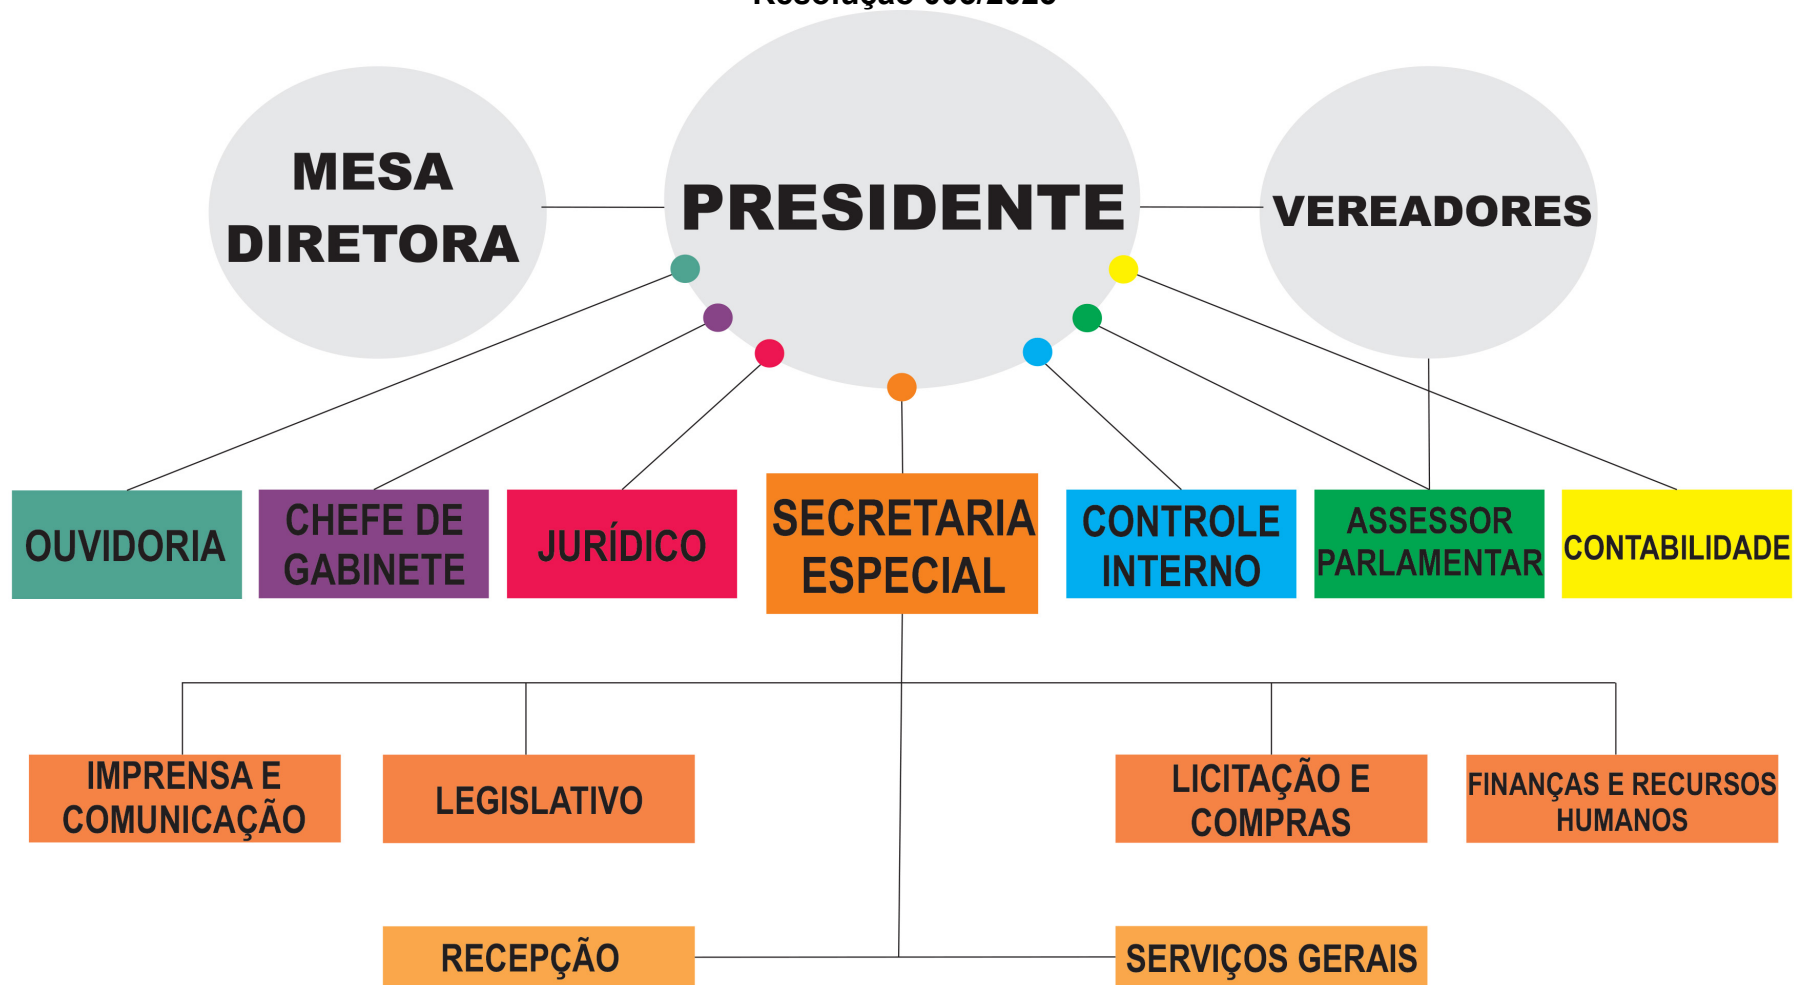 MESA
DIRETORA
PRESIDENTE
VEREADORES
OUVIDORIA
CHEFE DE
GABINETE
JURÍDICO
SECRETARIA
ESPECIAL
CONTROLE
INTERNO
ASSESSOR
PARLAMENTAR
CONTABILIDADE
IMPRENSA E
COMUNICAÇÃO
LEGISLATIVO
LICITAÇÃO E
COMPRAS
FINANÇAS E RECURSOS
HUMANOS
RECEPÇÃO
SERVIÇOS GERAIS